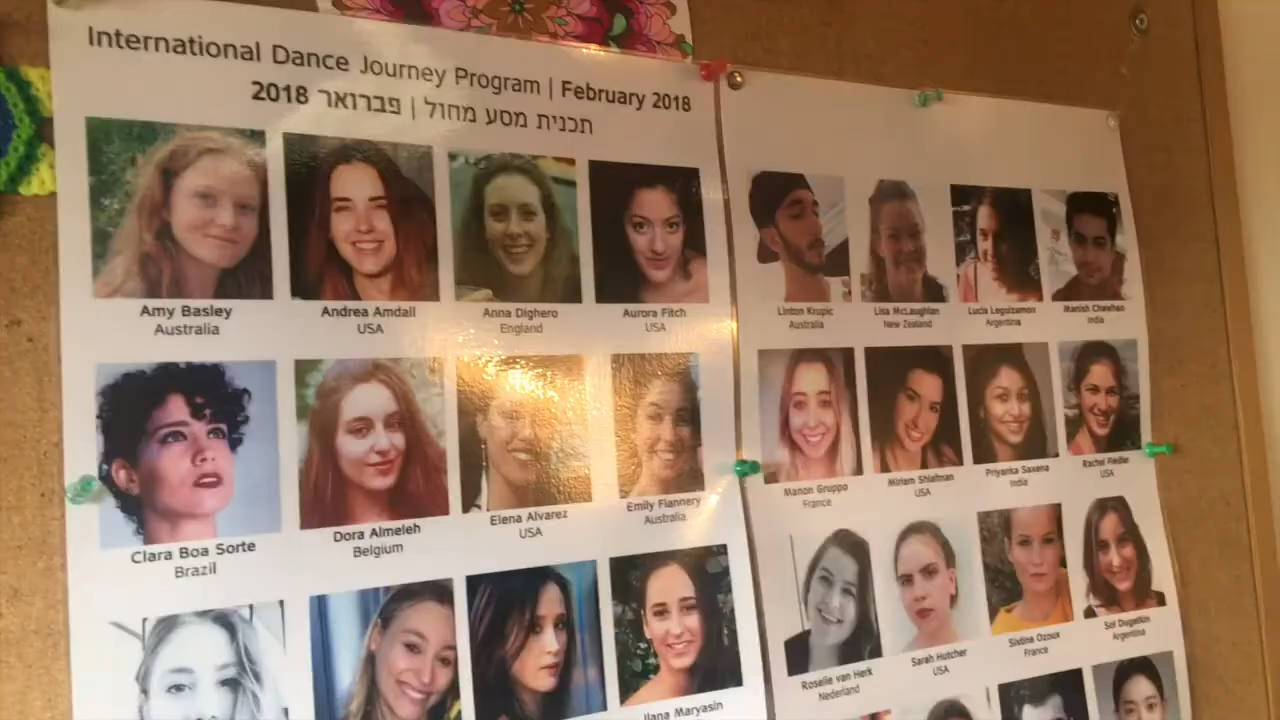 International Dance Journey Program | February 2018
תכנית מסע מחול | פברואר 2018
Amy Basley
Australia
Andrea Amdall
USA
Anna Dighero
England
Aurora Fitch
USA
Clara Boa Sorte
Brazil
Dora Almeleh
Belgium
Elena Alvarez
USA
Emily Flannery
Australia
Ilana Maryasin
Linton Krupic
Australia
Lisa McLaughlan
New Zealand
Lucia Leguizamon
Argentina
Manish Chauhan
India
Manon Gruppo
France
Miriam Shlafman
USA
Priyanka Saxena
India
Rachel Fiedler
USA
Roselle van Herk
Nederland
Sarah Hutcher
USA
Sixtine Ozoux
France
Sol Dugatkin
Argentina